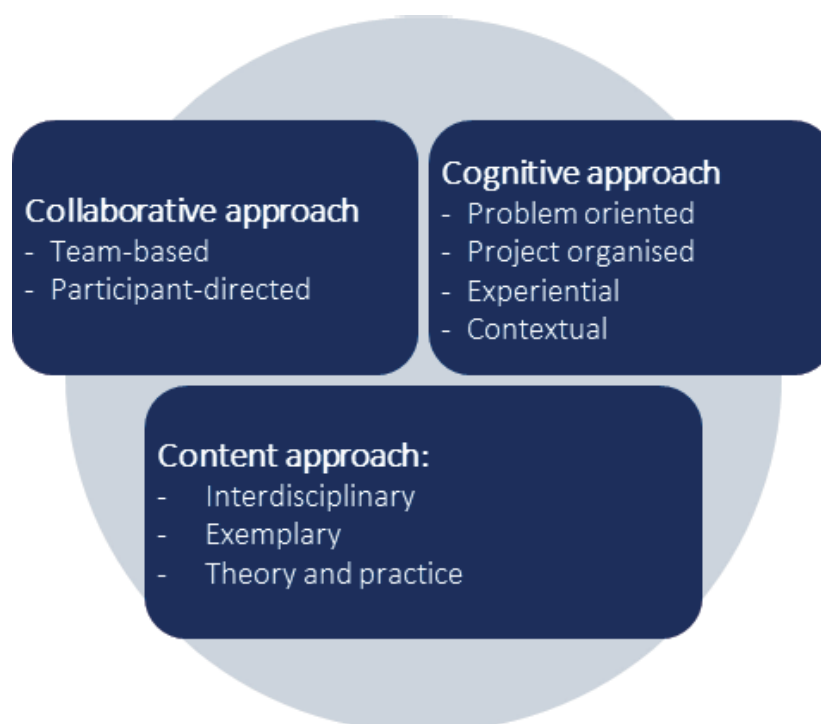 Collaborative approach
- Team-based
- Participant-directed
Cognitive approach
- Problem oriented
- Project organised
- Experiential
- Contextual
Content approach:
- Interdisciplinary
- Exemplary
- Theory and practice